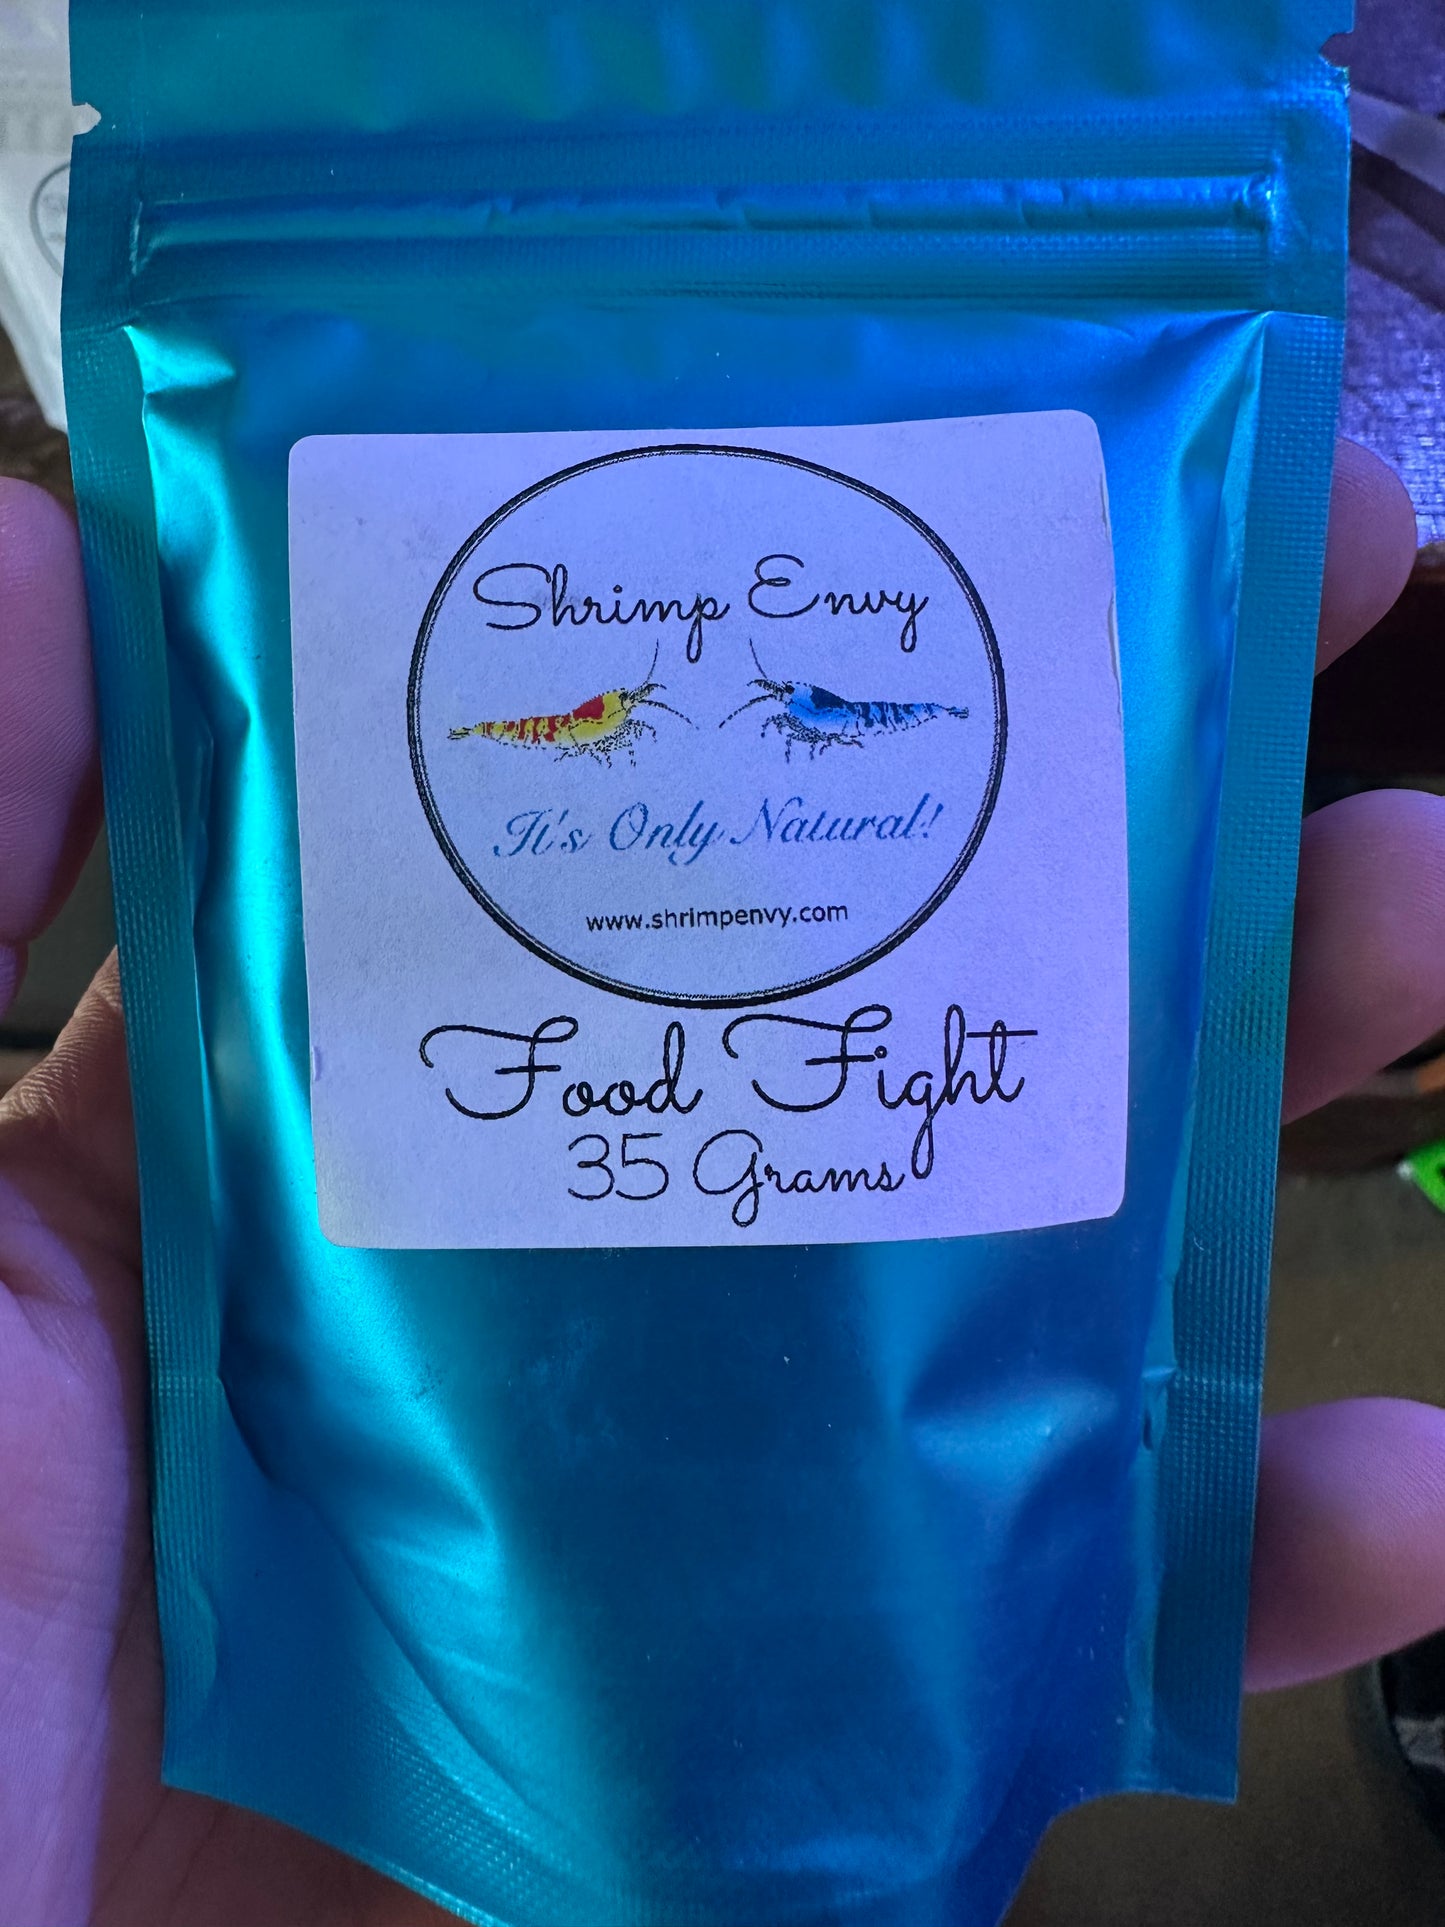 Shrimp Envy
It's Only Natural!
www.shrimpenvy.com
Food Fight
35 Grams